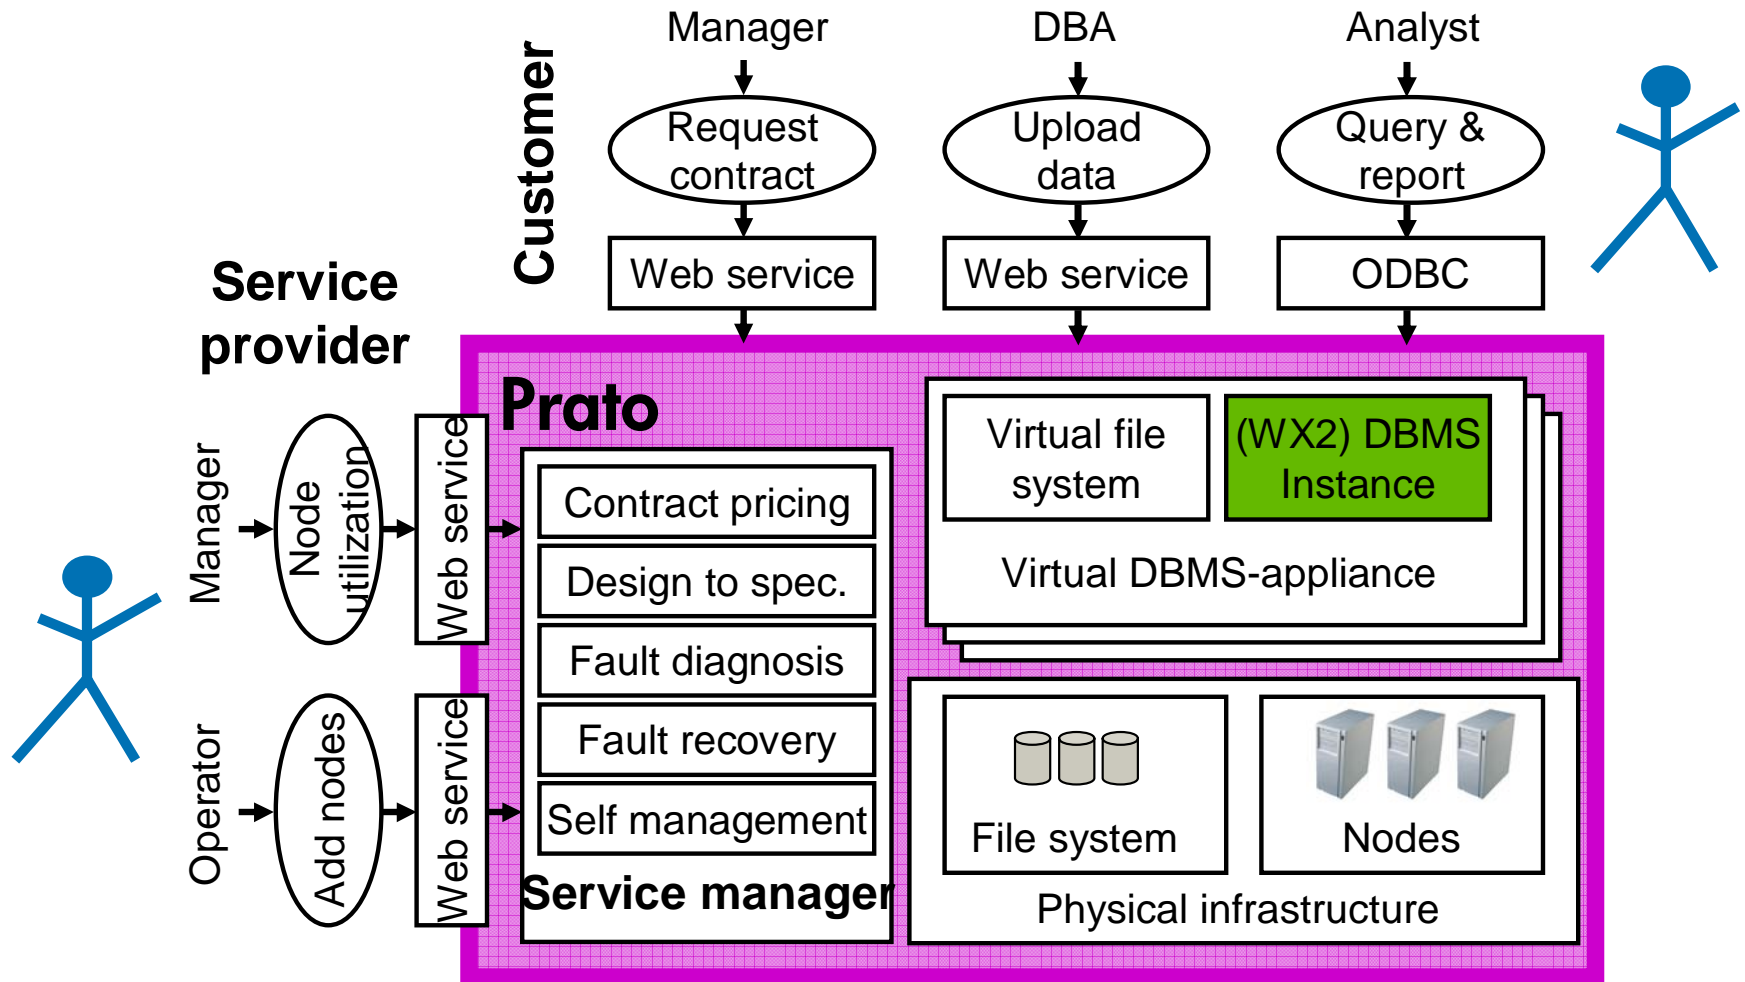 Manager
DBA
Analyst
Customer
Request
contract
Upload
data
Query &
report
Web service
Web service
ODBC
Service
provider
Prato
Manager
Node
utilization
Web service
Operator
Add nodes
Web service
Contract pricing
Design to spec.
Fault diagnosis
Fault recovery
Self management
Service manager
Virtual file
system
(WX2) DBMS
Instance
Virtual DBMS-appliance
File system
Nodes
Physical infrastructure